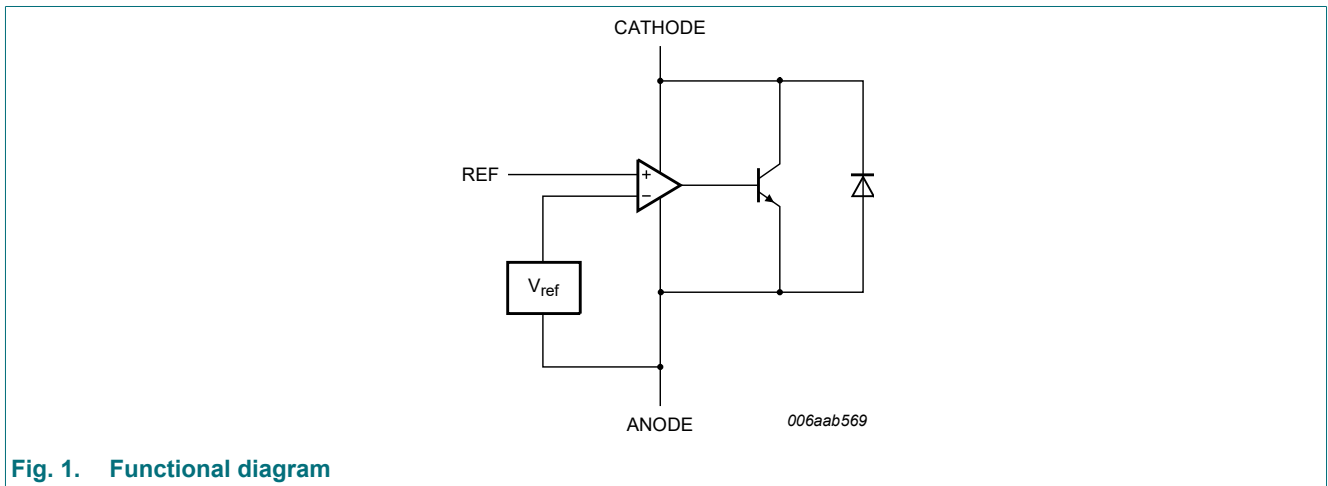 CATHODE
REF
+
−
V_ref
ANODE
006aab569
Fig. 1. Functional diagram